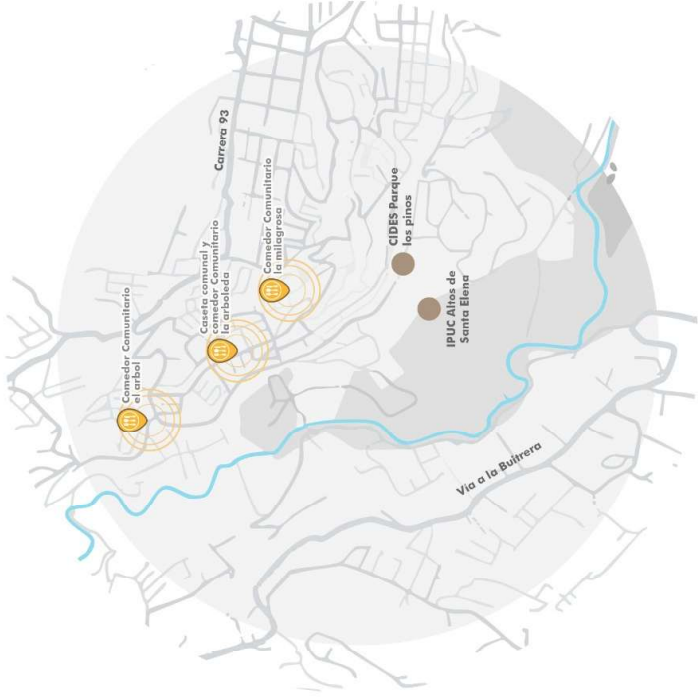 Carrera 93
Comedor Comunitario
la milagrosa
CIDES Parque
los pinos
Caseta comunal y
comedor Comunitario
la arboleda
IPUC Altos de
Santa Elena
Comedor Comunitario
el arbol
Via a la Buitrera